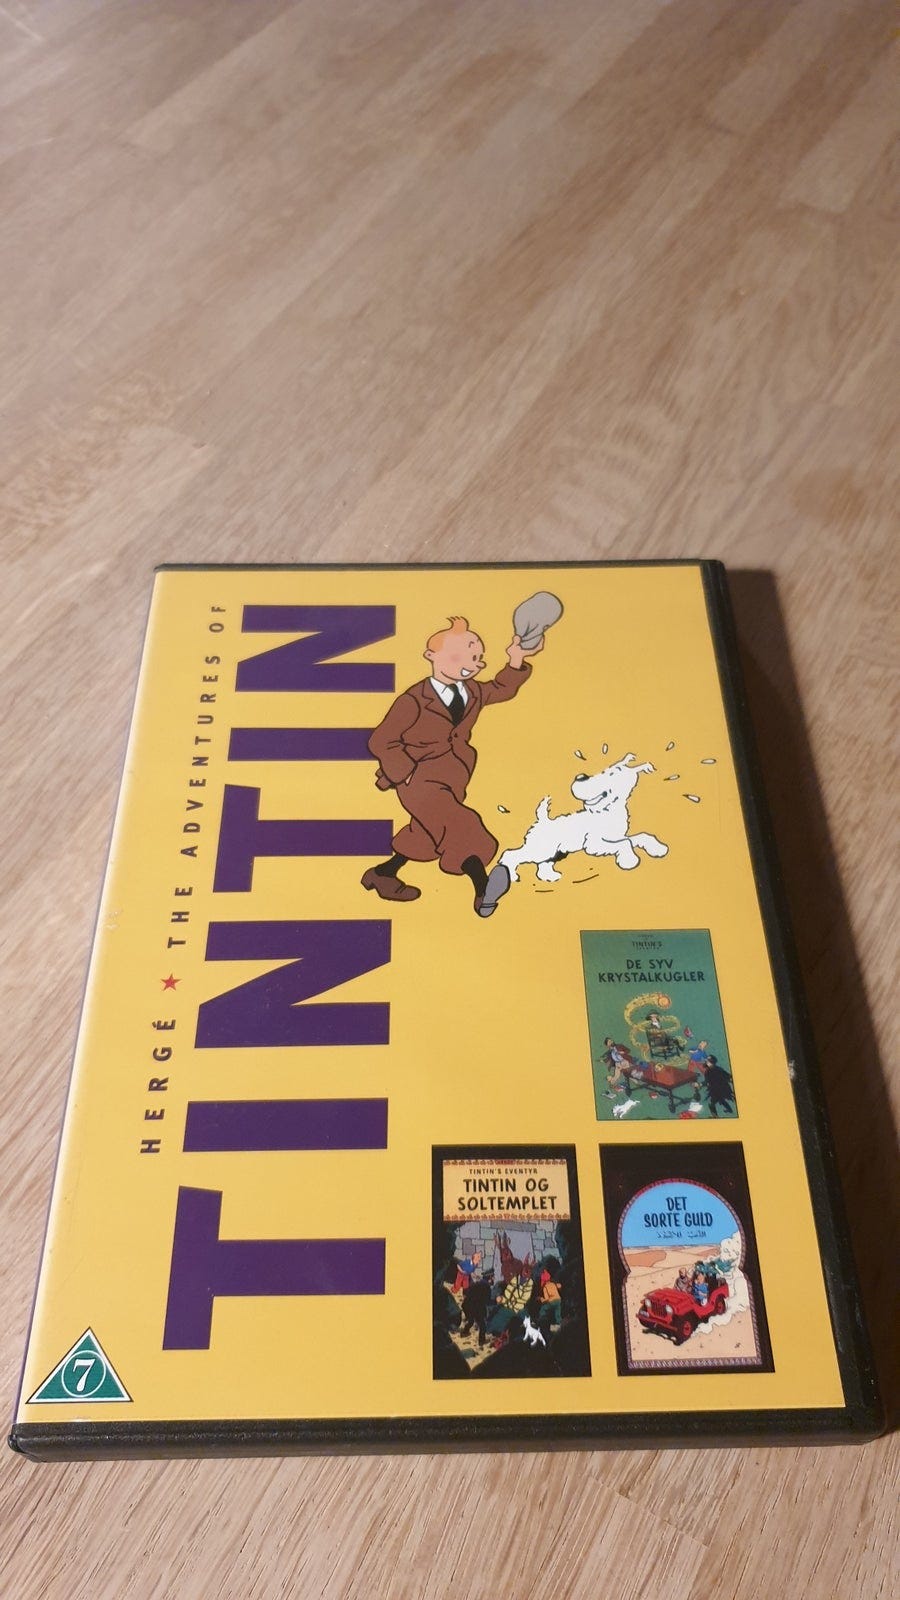 HERGÉ ★ THE ADVENTURES OF
TINTIN
TINTIN'S
DE SYV
KRYSTALKUGLER
TINTIN'S EVENTYR
TINTIN OG
SOLTEMPLET
DET
SORTE GULD
7